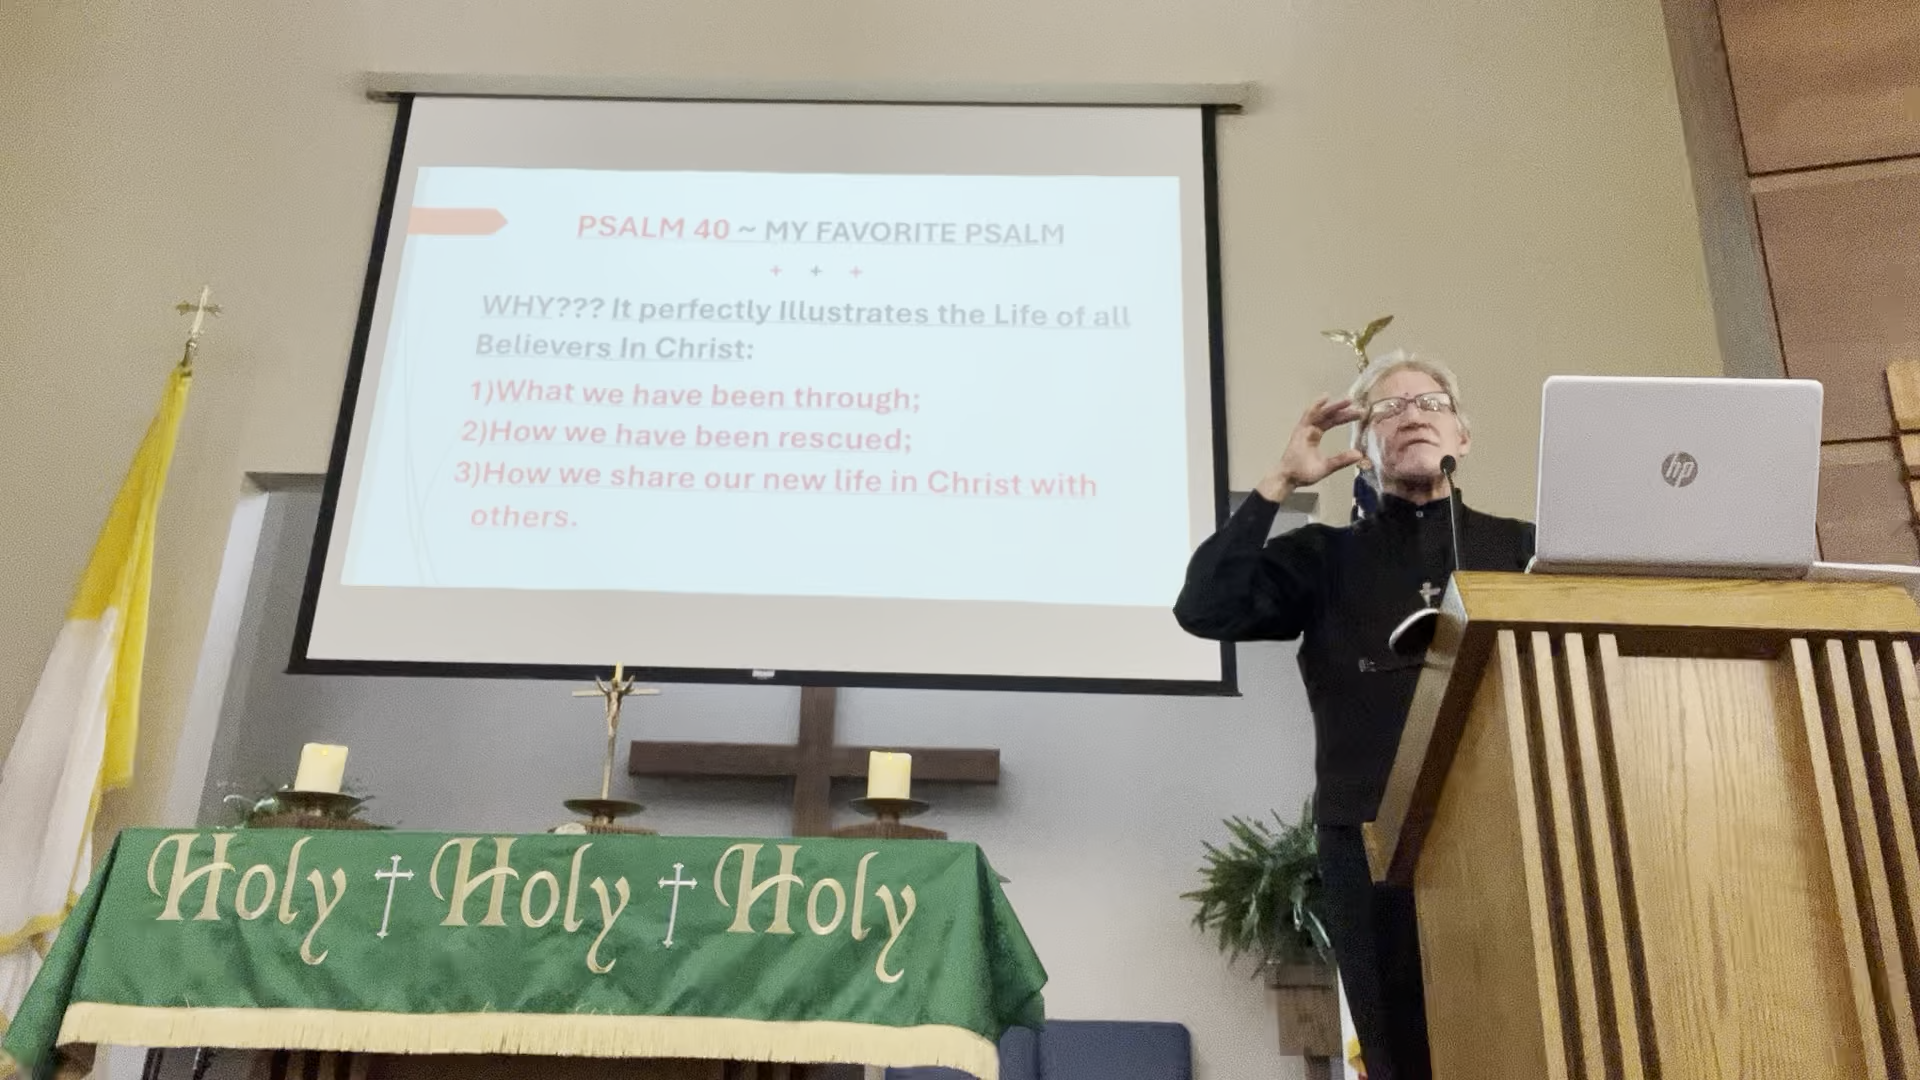 PSALM 40 ~ MY FAVORITE PSALM
+ + +
WHY??? It perfectly Illustrates the Life of all
Believers In Christ:
1)What we have been through;
2)How we have been rescued;
3)How we share our new life in Christ with
others.
hp
Holy † Holy † Holy